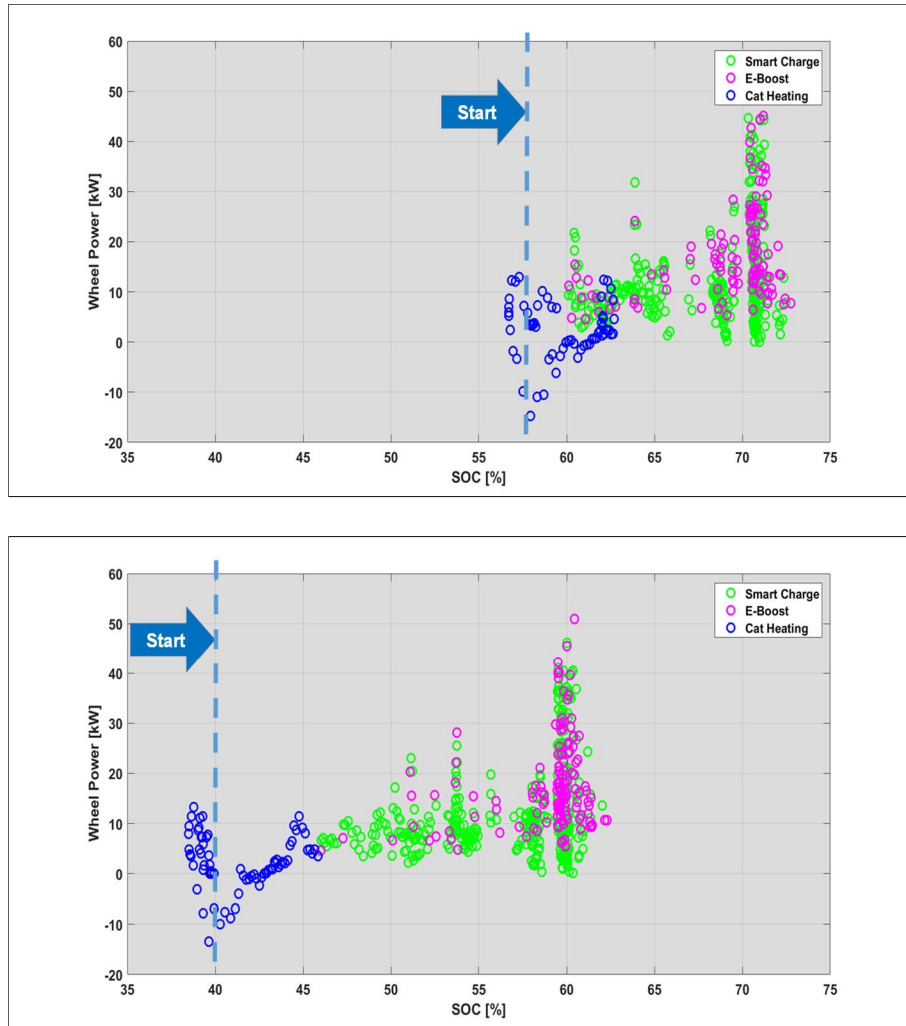 60
50
40
30
20
10
0
-10
-20
Wheel Power [kW]
Start
Smart Charge
E-Boost
Cat Heating
35 40 45 50 55 60 65 70 75
SOC [%]
60
50
40
30
20
10
0
-10
-20
Wheel Power [kW]
Start
Smart Charge
E-Boost
Cat Heating
35 40 45 50 55 60 65 70 75
SOC [%]